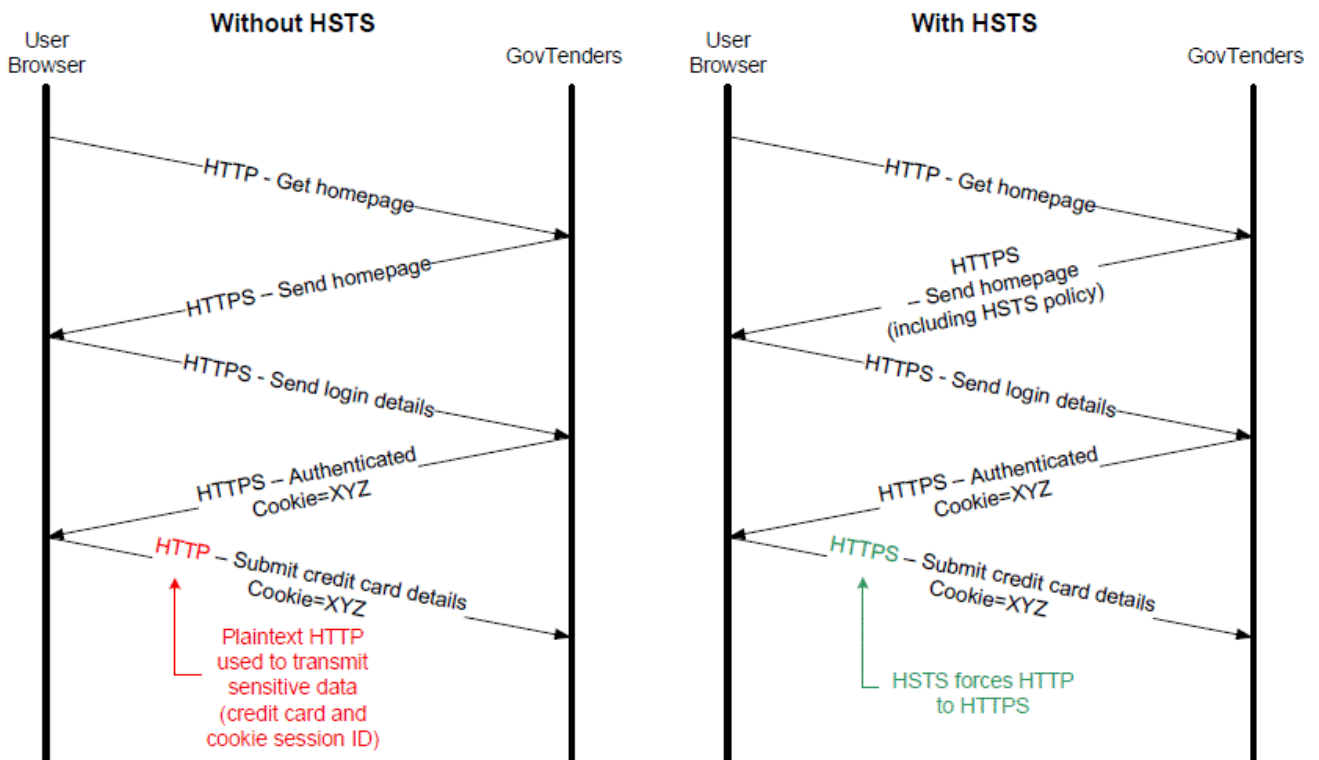 Without HSTS
User
Browser
GovTenders
HTTP - Get homepage
HTTPS – Send homepage
HTTPS - Send login details
HTTPS – Authenticated
Cookie=XYZ
HTTP – Submit credit card details
Cookie=XYZ
Plaintext HTTP
used to transmit
sensitive data
(credit card and
cookie session ID)
With HSTS
User
Browser
GovTenders
HTTP - Get homepage
HTTPS
– Send homepage
(including HSTS policy)
HTTPS - Send login details
HTTPS – Authenticated
Cookie=XYZ
HTTPS – Submit credit card details
Cookie=XYZ
HSTS forces HTTP
to HTTPS